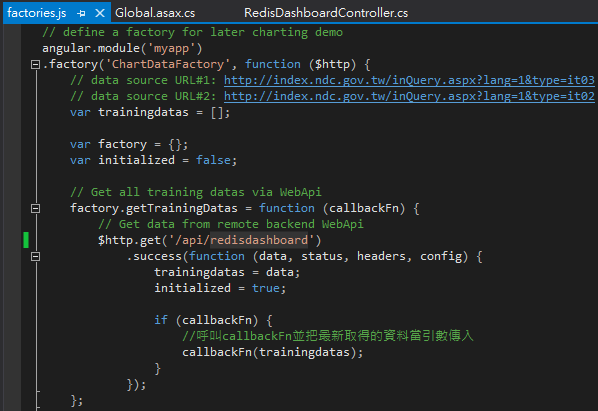 factories.js Global.asax.cs RedisDashboardController.cs
// define a factory for later charting demo
angular.module('myapp')
.factory('ChartDataFactory', function ($http) {
// data source URL#1: http://index.ndc.gov.tw/inQuery.aspx?lang=1&type=it03
// data source URL#2: http://index.ndc.gov.tw/inQuery.aspx?lang=1&type=it02
var trainingdatas = [];
var factory = {};
var initialized = false;
// Get all training datas via WebApi
factory.getTrainingDatas = function (callbackFn) {
// Get data from remote backend WebApi
$http.get('/api/redisdashboard')
.success(function (data, status, headers, config) {
trainingdatas = data;
initialized = true;
if (callbackFn) {
//呼叫callbackFn並把最新取得的資料當引數傳入
callbackFn(trainingdatas);
}
});
};